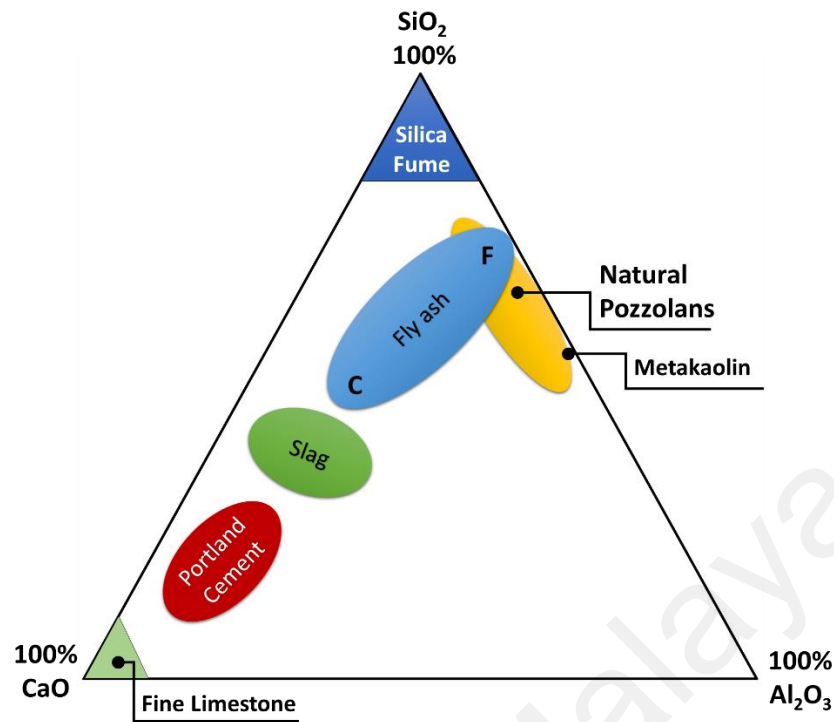 SiO₂
100%
Silica
Fume
F
Natural
Pozzolans
Fly ash
Metakaolin
C
Slag
Portland
Cement
100%
CaO
Fine Limestone
100%
Al₂O₃